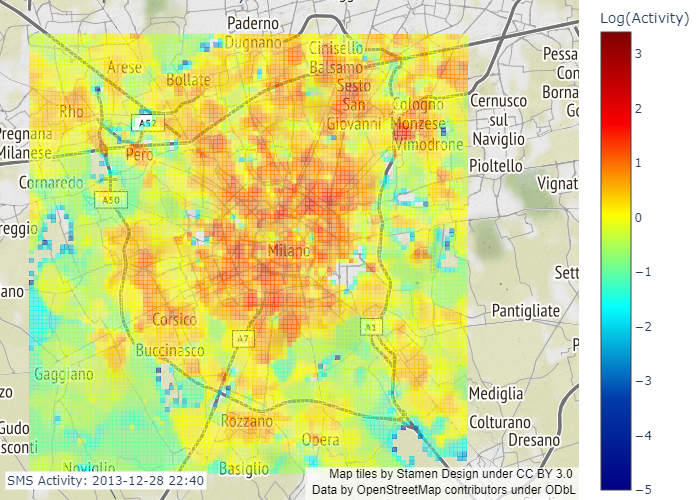 Log(Activity)
3
2
1
0
−1
−2
−3
−4
−5
Paderno
Dugnano
Cinisello
Balsamo
Arese
Bollate
Sesto
San
Giovanni
Rho
A52
Cologno
Monzese
Vimodrone
Cernusco
sul
Naviglio
Pessa
Con
Borna
Go
Pregnana
Milanese
Pero
Pioltello
Cornaredo
A50
Vignat
reggio
Milano
Sett
ano
Pantigliate
Corsico
A7
A1
Buccinasco
P
Gaggiano
zo
Mediglia
Rozzano
Colturano
Gudo
sconti
Opera
Dresano
Noviglio
Basiglio
SMS Activity: 2013-12-28 22:40
Map tiles by Stamen Design under CC BY 3.0
Data by OpenStreetMap contributors under ODbL